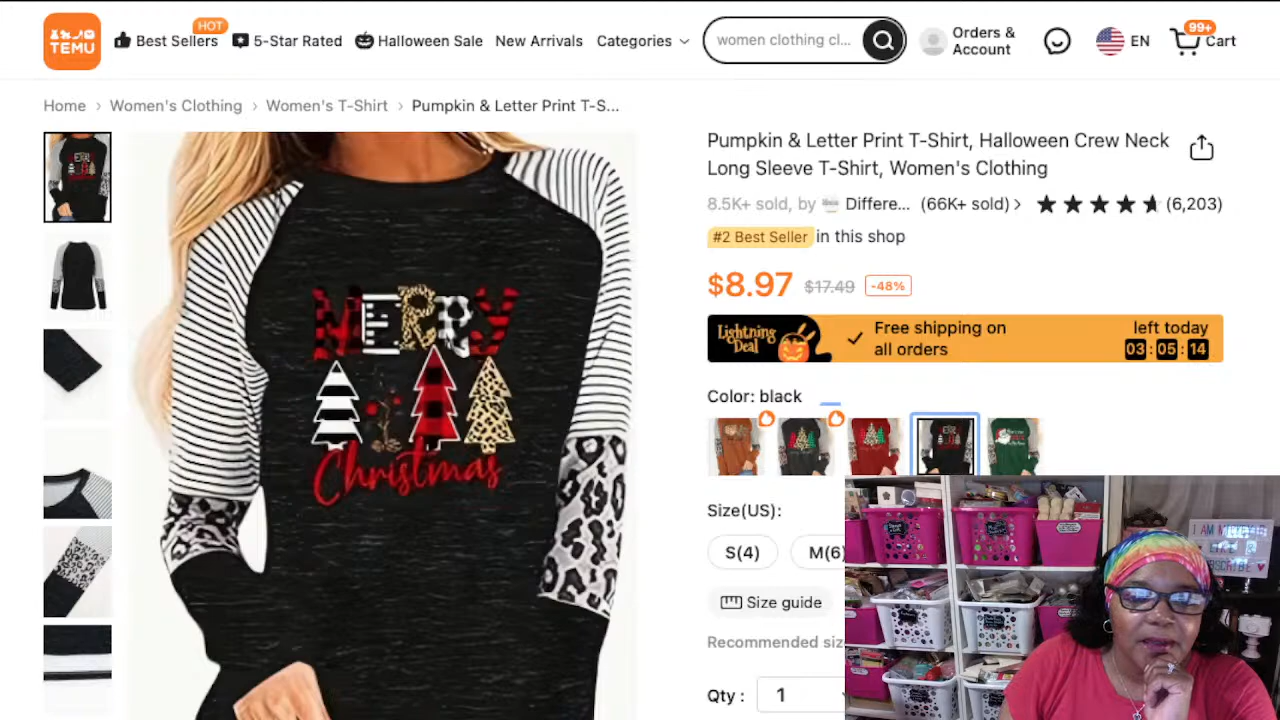 TEMU
Best Sellers
HOT
5-Star Rated
Halloween Sale
New Arrivals
Categories
women clothing cl...
Orders &
Account
EN
99+
Cart
Home > Women's Clothing > Women's T-Shirt > Pumpkin & Letter Print T-S...
MERRY
Christmas
Pumpkin & Letter Print T-Shirt, Halloween Crew Neck
Long Sleeve T-Shirt, Women's Clothing
8.5K+ sold, by Differe... (66K+ sold) > (6,203)
#2 Best Seller in this shop
$8.97 $17.49 -48%
Lightning
Deal
Free shipping on
all orders
left today
03:05:14
Color: black
Size(US):
S(4)
M(6)
Size guide
Recommended siz
Qty :
1
I AM
LIKE &